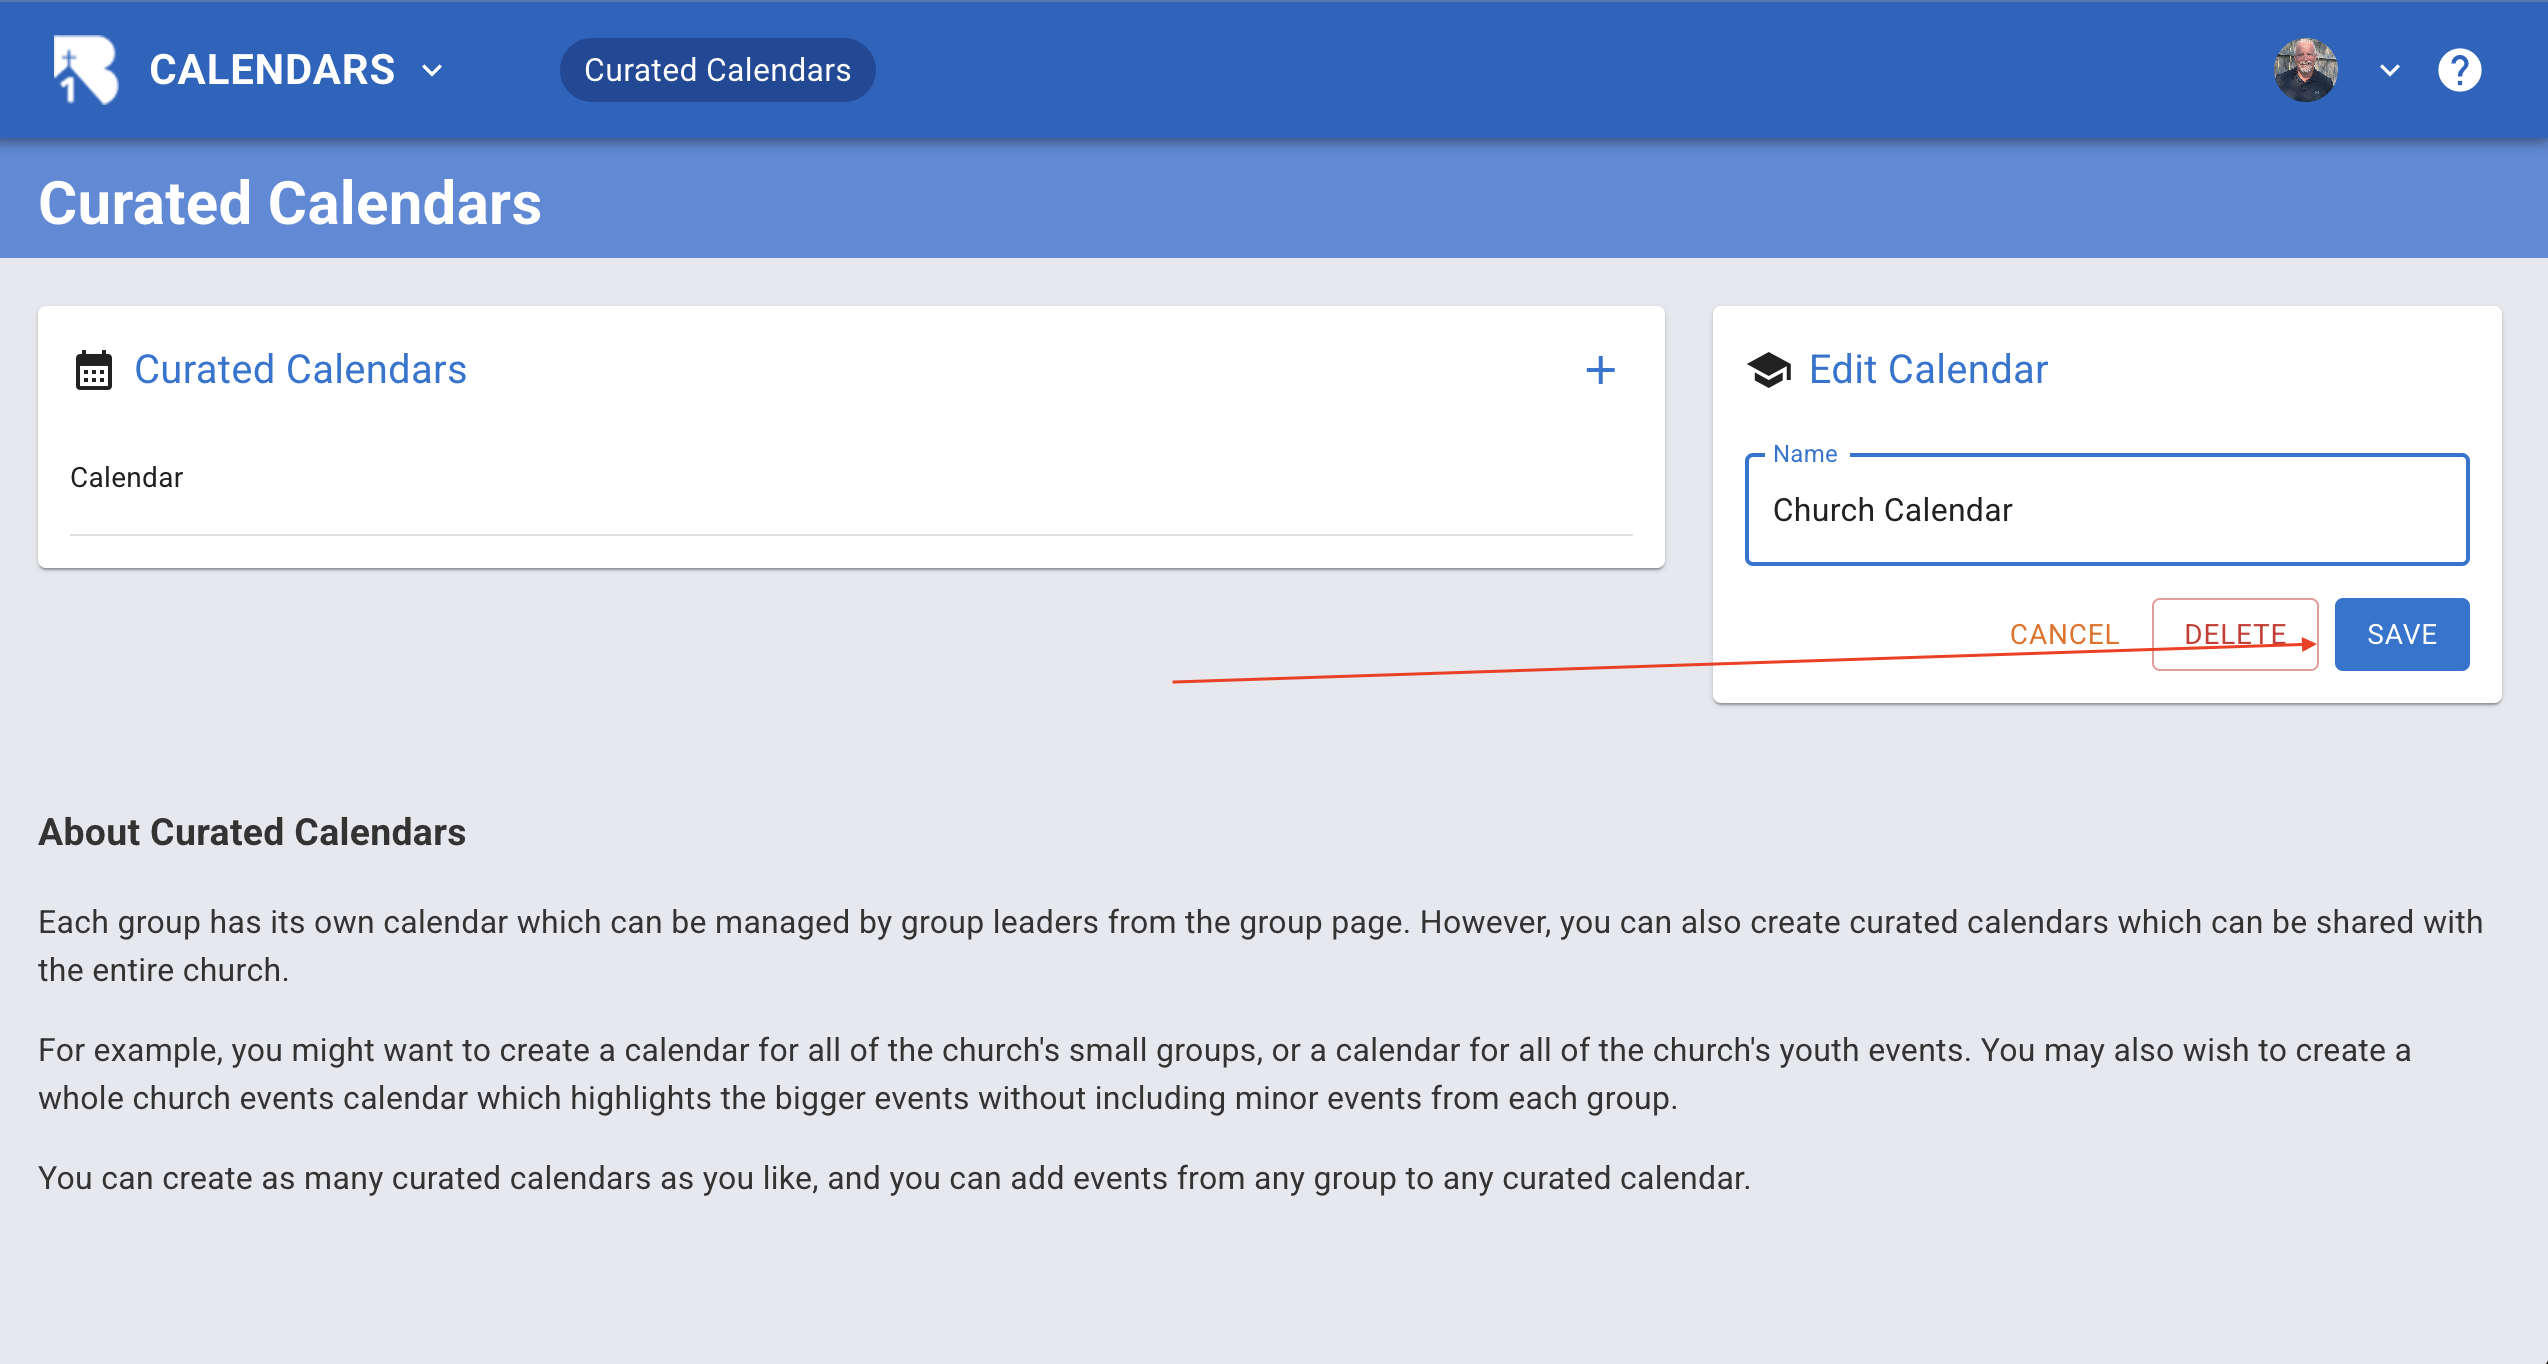 CALENDARS
Curated Calendars
Curated Calendars
Curated Calendars
Calendar
Edit Calendar
Name
Church Calendar
CANCEL
DELETE
SAVE
About Curated Calendars
Each group has its own calendar which can be managed by group leaders from the group page. However, you can also create curated calendars which can be shared with
the entire church.
For example, you might want to create a calendar for all of the church's small groups, or a calendar for all of the church's youth events. You may also wish to create a
whole church events calendar which highlights the bigger events without including minor events from each group.
You can create as many curated calendars as you like, and you can add events from any group to any curated calendar.